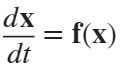 d𝐱/dt = 𝐟(𝐱)